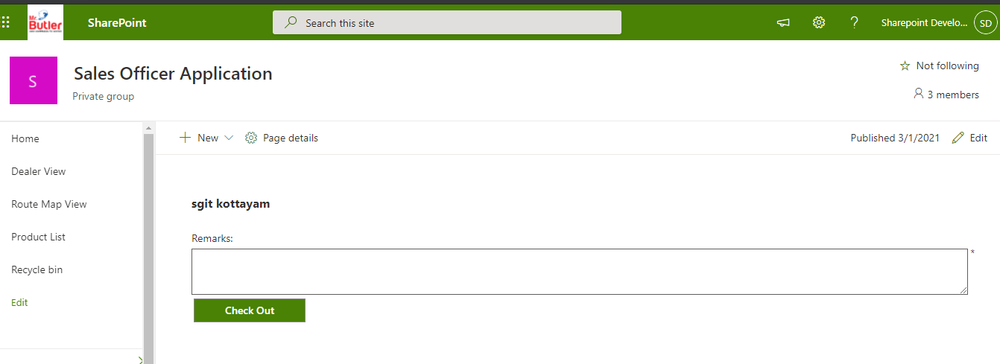 Mr.
Butler
SharePoint
Search this site
?
Sharepoint Develo...
SD
S
Sales Officer Application
Private group
Not following
3 members
Home
Dealer View
Route Map View
Product List
Recycle bin
Edit
New
Page details
Published 3/1/2021
Edit
sgit kottayam
Remarks:
*
Check Out